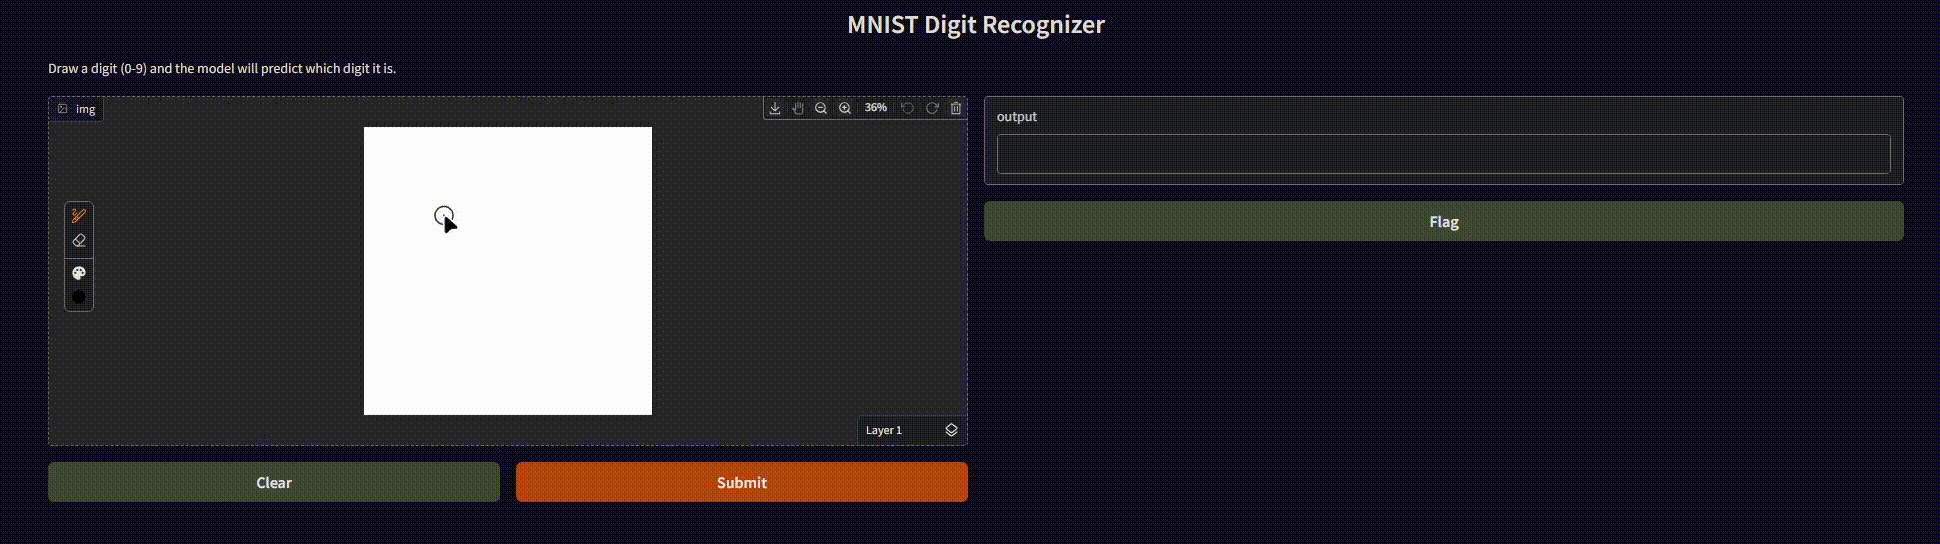 MNIST Digit Recognizer
Draw a digit (0-9) and the model will predict which digit it is.
img
36%
output
Flag
Layer 1
Clear
Submit